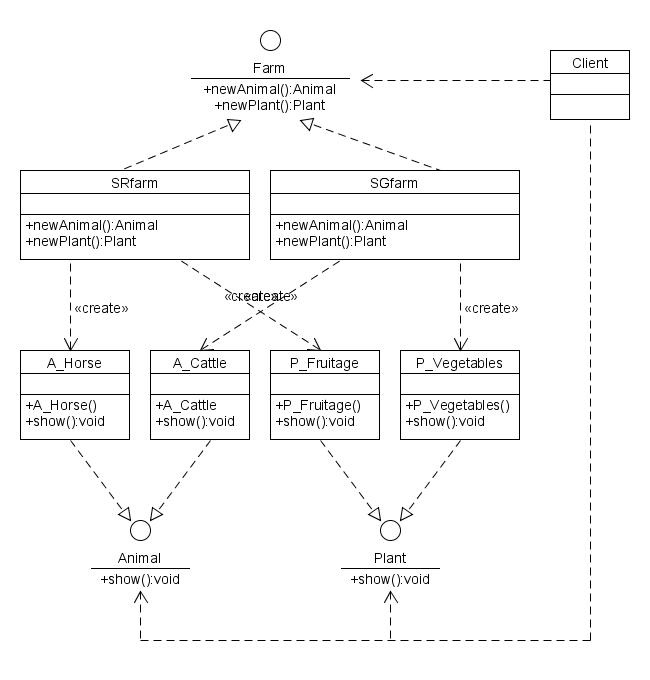 Farm
+newAnimal():Animal
+newPlant():Plant
Client
SRfarm
+newAnimal():Animal
+newPlant():Plant
SGfarm
+newAnimal():Animal
+newPlant():Plant
«create»
«create»
«create»
«create»
A_Horse
+A_Horse()
+show():void
A_Cattle
+A_Cattle
+show():void
P_Fruitage
+P_Fruitage()
+show():void
P_Vegetables
+P_Vegetables()
+show():void
Animal
+show():void
Plant
+show():void